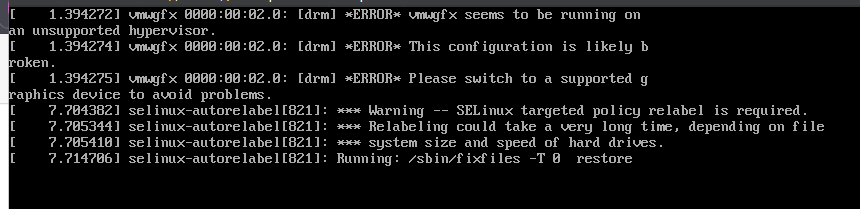 [    1.394272] vmwgfx 0000:00:02.0: [drm] *ERROR* vmwgfx seems to be running on
an unsupported hypervisor.
[    1.394274] vmwgfx 0000:00:02.0: [drm] *ERROR* This configuration is likely b
roken.
[    1.394275] vmwgfx 0000:00:02.0: [drm] *ERROR* Please switch to a supported g
raphics device to avoid problems.
[    7.704382] selinux-autorelabel[821]: *** Warning -- SELinux targeted policy relabel is required.
[    7.705344] selinux-autorelabel[821]: *** Relabeling could take a very long time, depending on file
[    7.705410] selinux-autorelabel[821]: *** system size and speed of hard drives.
[    7.714706] selinux-autorelabel[821]: Running: /sbin/fixfiles -T 0  restore